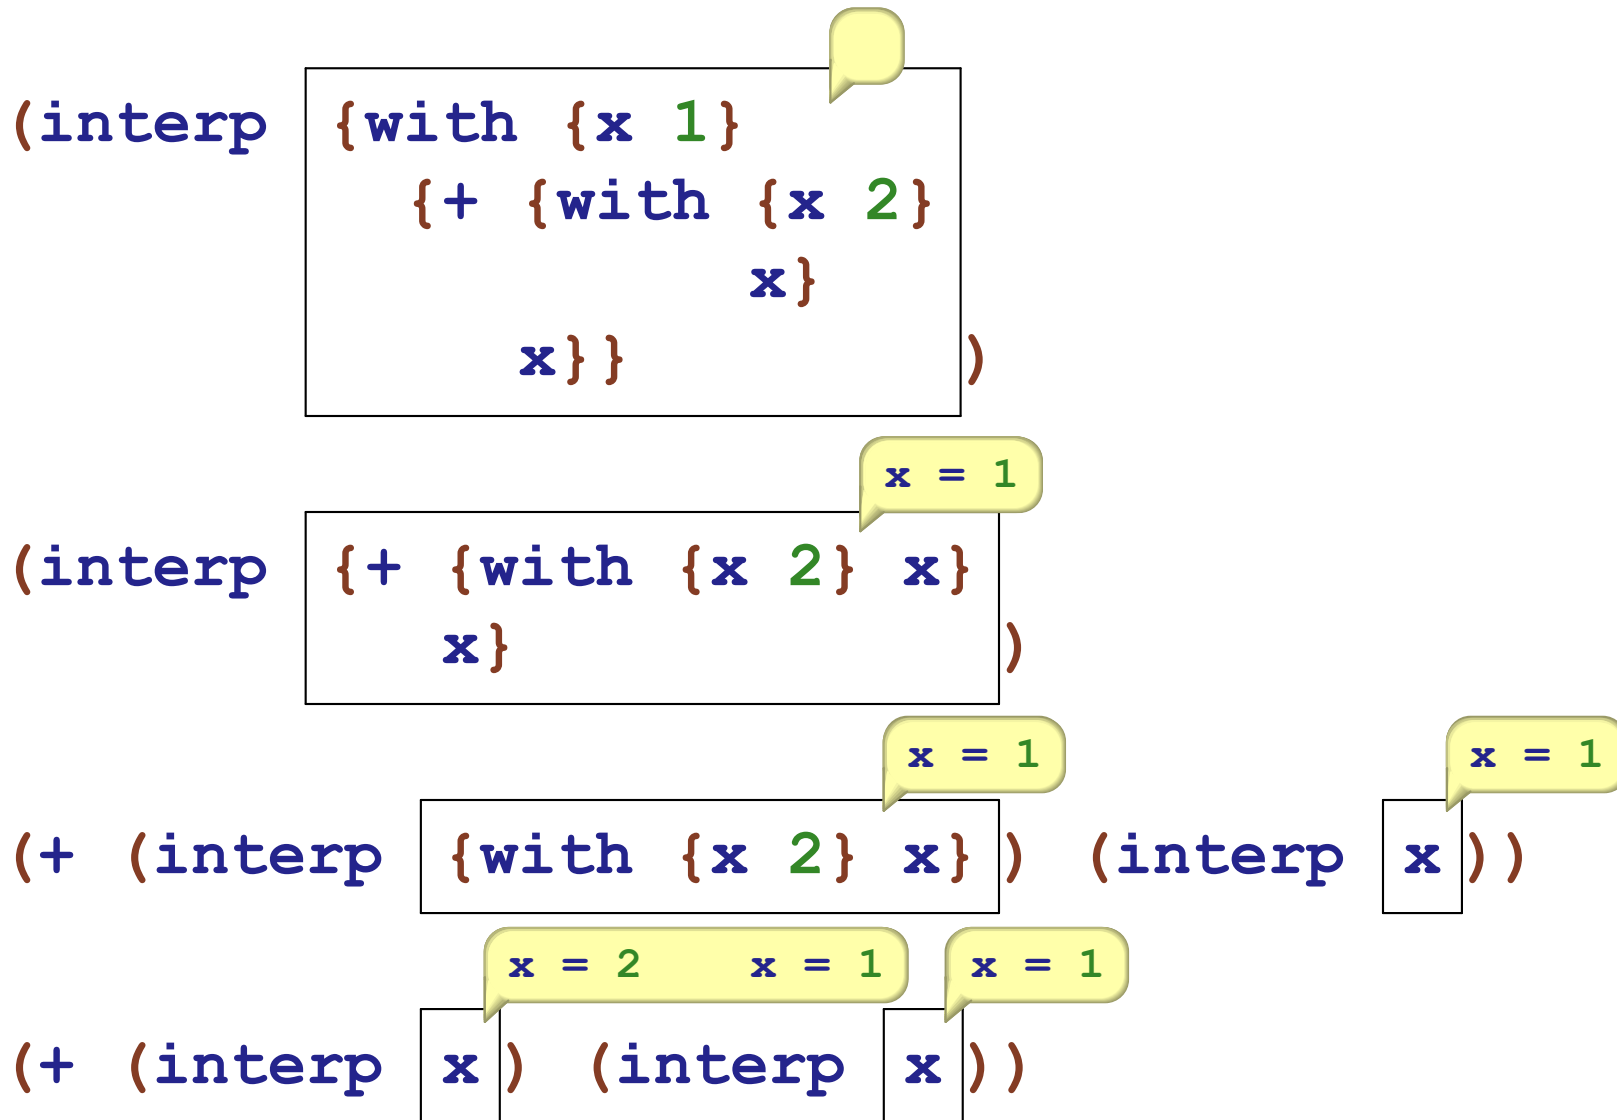 (interp {with {x 1}
{+ {with {x 2}
x}
x}} )
x = 1
(interp {+ {with {x 2} x}
x} )
x = 1 x = 1
(+ (interp {with {x 2} x} ) (interp x ))
x = 2 x = 1 x = 1
(+ (interp x ) (interp x ))